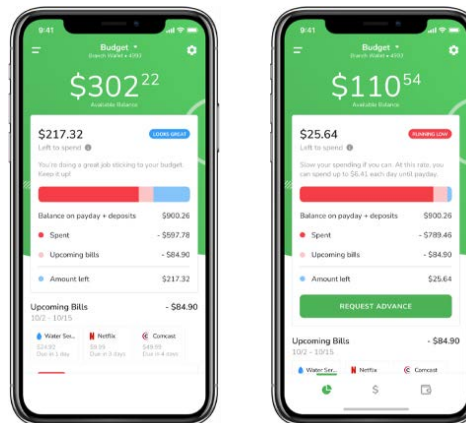 9:41
Budget
Branch Wallet • 4393
$302.22
Available Balance
$217.32
LOOKS GREAT
Left to spend
You're doing a great job sticking to your budget.
Keep it up!
Balance on payday + deposits $900.26
Spent - $597.78
Upcoming bills - $84.90
Amount left $217.32
Upcoming Bills - $84.90
10/2 - 10/15
Water Ser... Netflix Comcast
$9.99 $49.99
Due in 1 day Due in 3 days Due in 4 days
9:41
Budget
Branch Wallet • 4393
$110.54
Available Balance
$25.64
RUNNING LOW
Left to spend
Slow your spending if you can. At this rate, you
can spend up to $6.41 each day until payday.
Balance on payday + deposits $900.26
Spent - $789.46
Upcoming bills - $84.90
Amount left $25.64
REQUEST ADVANCE
Upcoming Bills - $84.90
10/2 - 10/15
Water Ser... Netflix Comcast
$